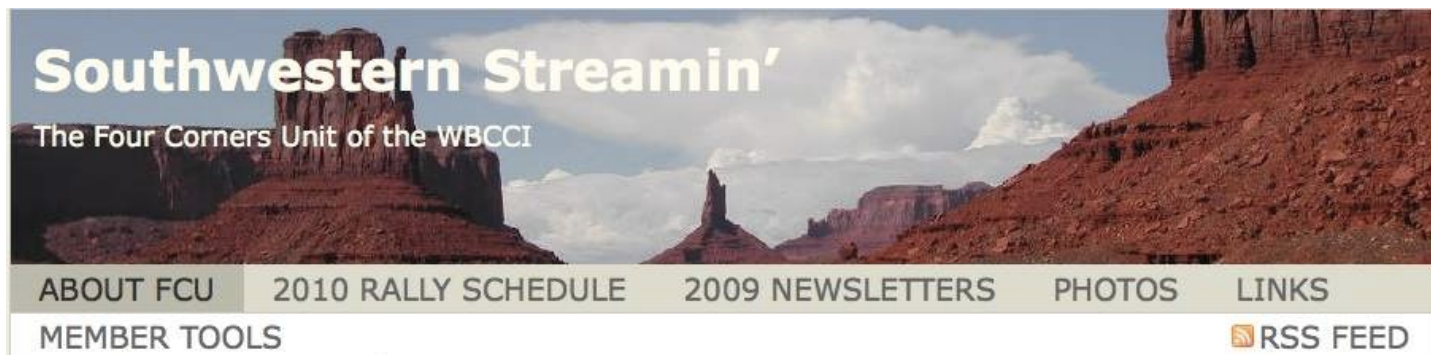 Southwestern Streamin’
The Four Corners Unit of the WBCCI
ABOUT FCU 2010 RALLY SCHEDULE 2009 NEWSLETTERS PHOTOS LINKS
MEMBER TOOLS RSS FEED